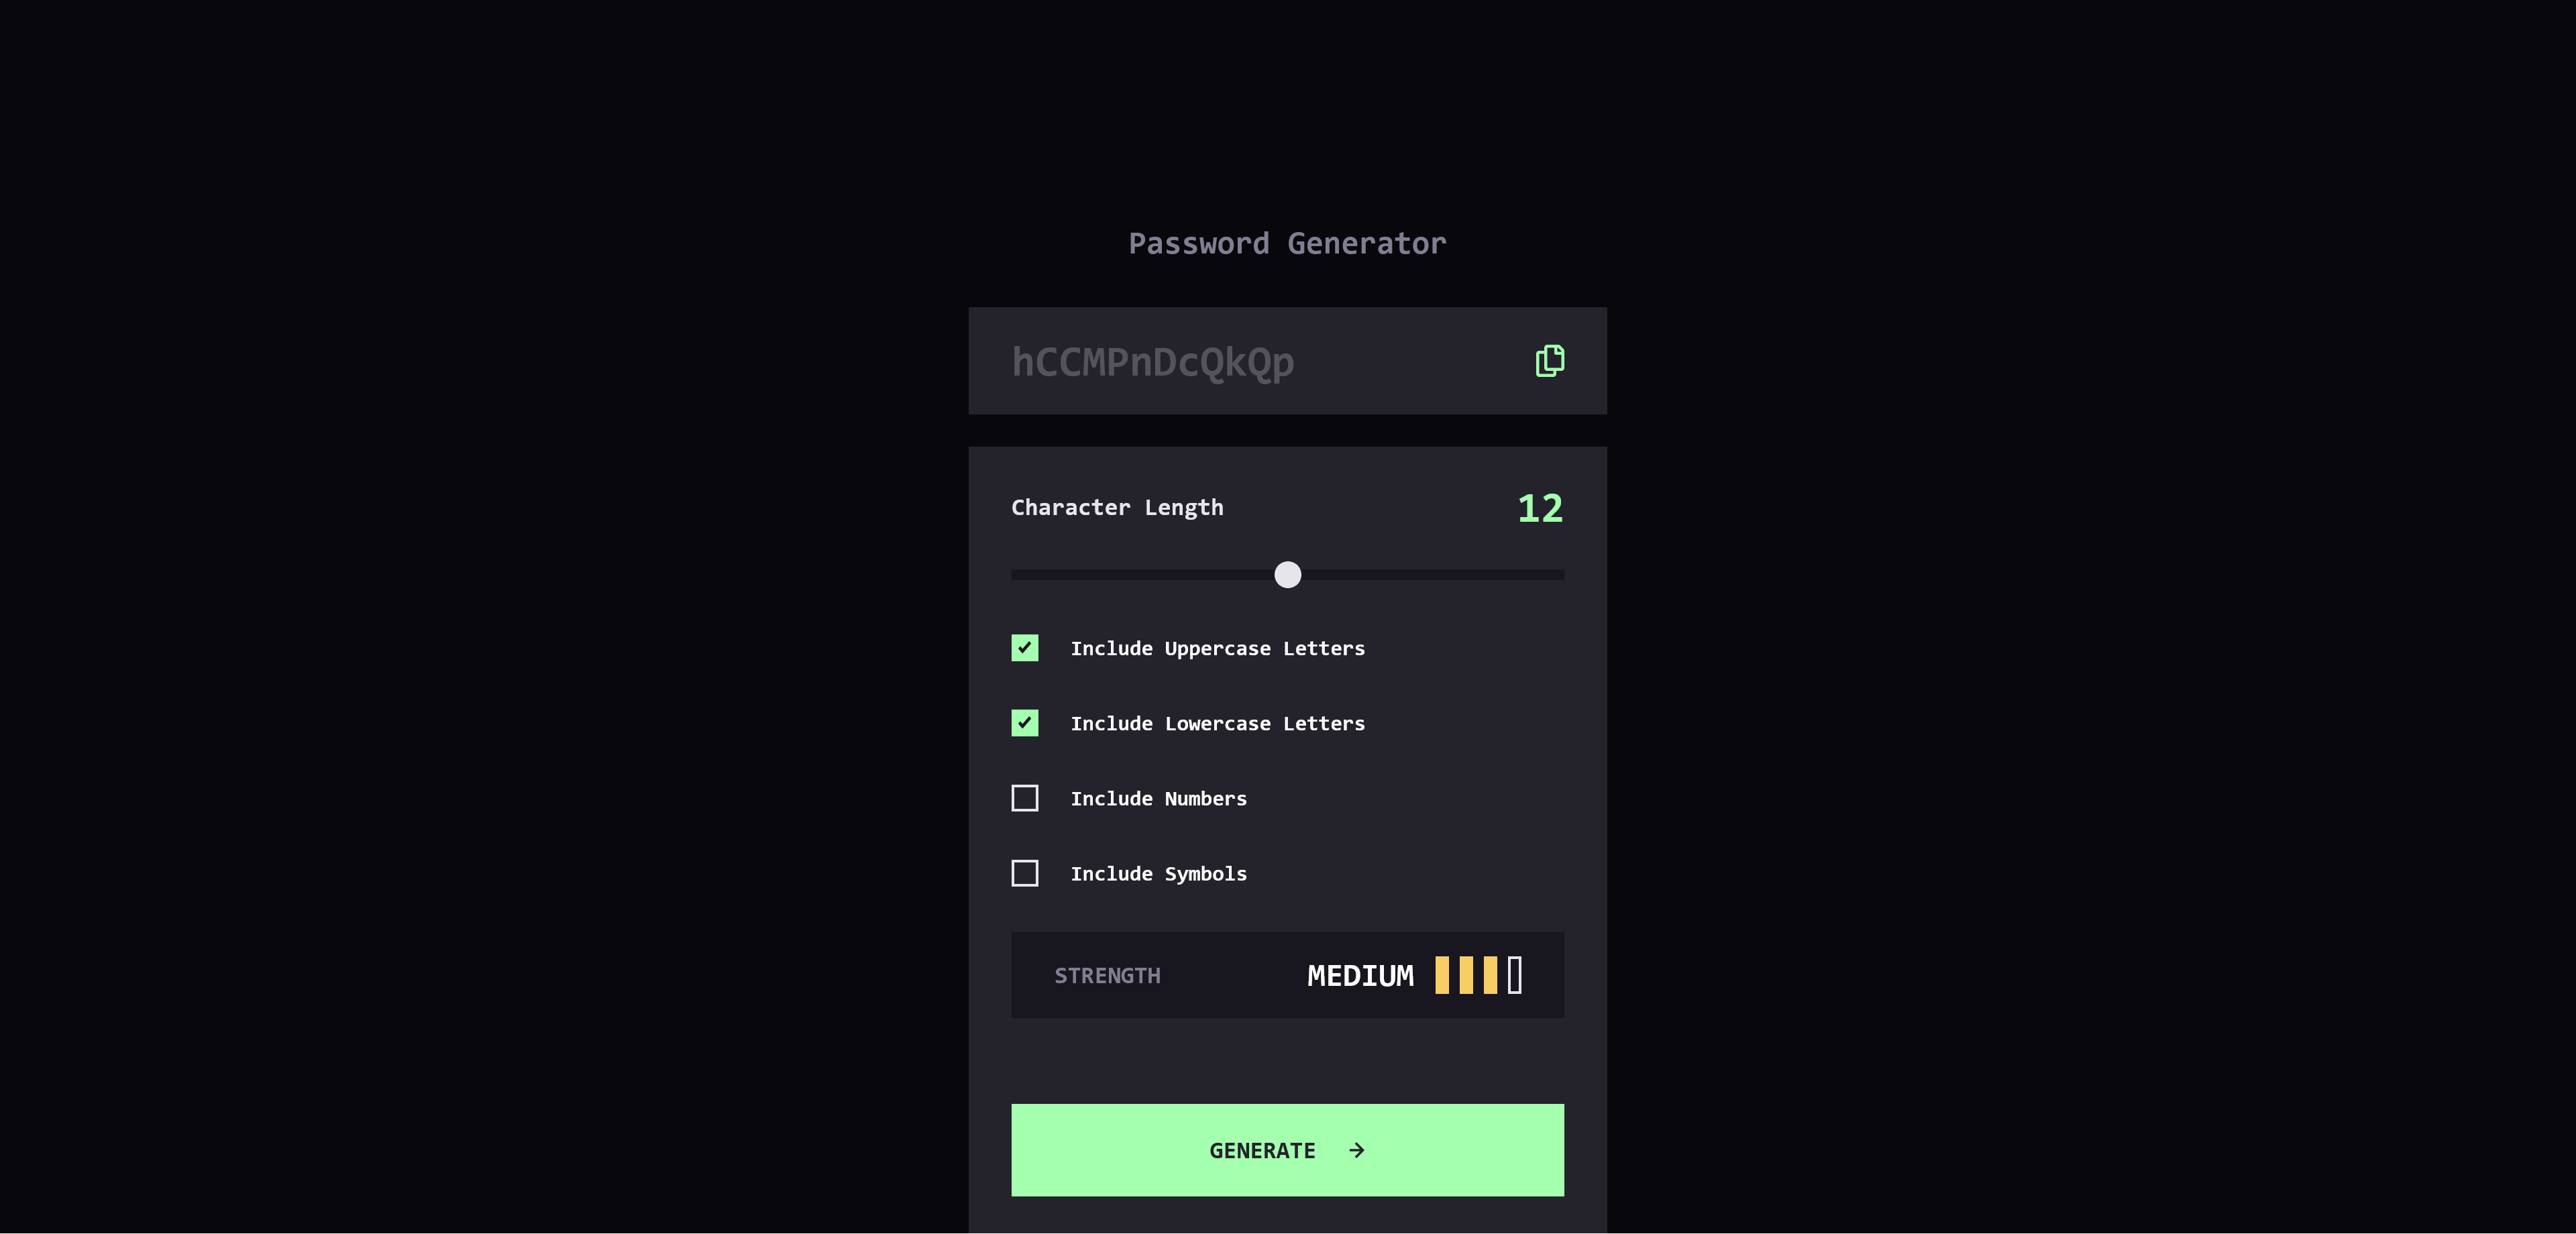 Password Generator
hCCMPnDcQkQp
Character Length
12
Include Uppercase Letters
Include Lowercase Letters
Include Numbers
Include Symbols
STRENGTH
MEDIUM
GENERATE →